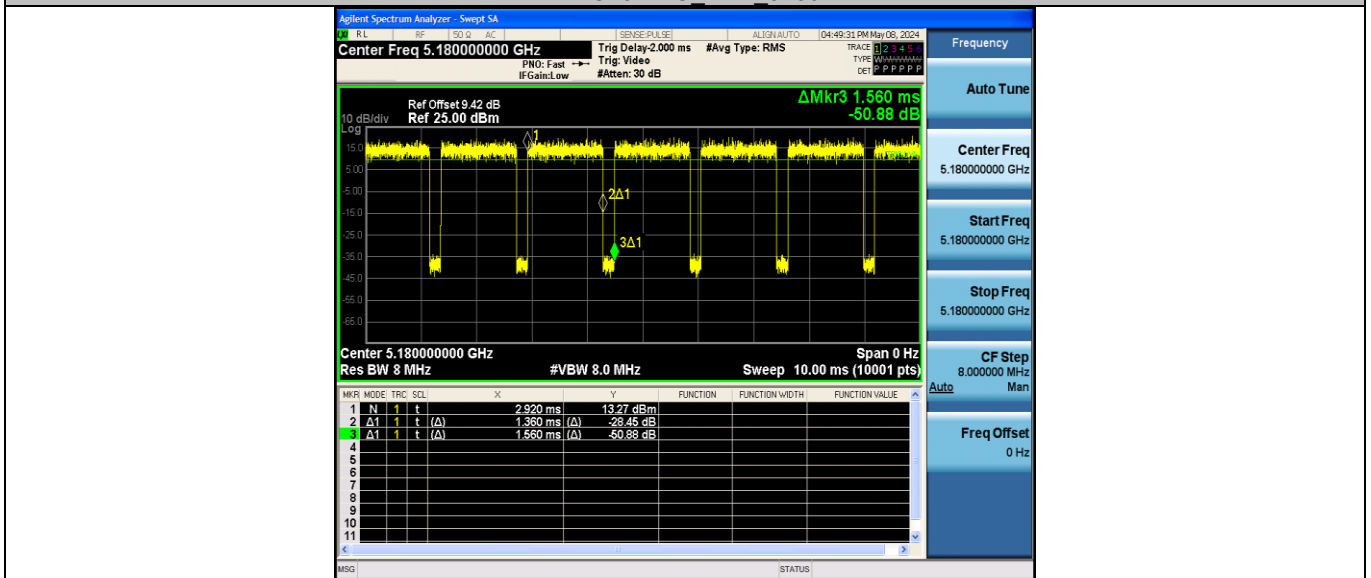 Agilent Spectrum Analyzer - Swept SA
RL RF 50 Ω AC SENSE:PULSE ALIGN AUTO 04:49:31 PM May 08, 2024
Center Freq 5.180000000 GHz
PNO: Fast
IFGain:Low
Trig Delay-2.000 ms
Trig: Video
#Atten: 30 dB
#Avg Type: RMS
TRACE 1 2 3 4 5 6
TYPE W
DET P P P P P P
Frequency
Auto Tune
Center Freq
5.180000000 GHz
Start Freq
5.180000000 GHz
Stop Freq
5.180000000 GHz
CF Step
8.000000 MHz
Auto Man
Freq Offset
0 Hz
ΔMkr3 1.560 ms
-50.88 dB
Ref Offset 9.42 dB
10 dB/div Ref 25.00 dBm
Log
15.0
5.00
-5.00
-15.0
-25.0
-35.0
-45.0
-55.0
-65.0
1
2Δ1
3Δ1
Center 5.180000000 GHz Span 0 Hz
Res BW 8 MHz #VBW 8.0 MHz Sweep 10.00 ms (10001 pts)
MKR MODE TRC SCL X Y FUNCTION FUNCTION WIDTH FUNCTION VALUE
1 N 1 t 2.920 ms 13.27 dBm
2 Δ1 1 t (Δ) 1.360 ms (Δ) -28.45 dB
3 Δ1 1 t (Δ) 1.560 ms (Δ) -50.88 dB
4
5
6
7
8
9
10
11
MSG STATUS